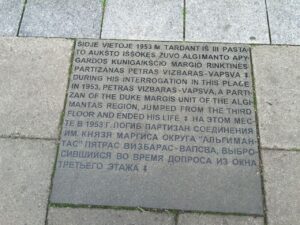 ŠIOJE VIETOJE 1953 M. TARDANT IŠ III PASTA-
TO AUKŠTO IŠŠOKĘS ŽUVO ALGIMANTO APY-
GARDOS KUNIGAIKŠČIO MARGIO RINKTINĖS
PARTIZANAS PETRAS VIZBARAS-VAPSVA ‡
DURING HIS INTERROGATION IN THIS PLACE
IN 1953, PETRAS VIZBARAS-VAPSVA, A PARTI-
ZAN OF THE DUKE MARGIS UNIT OF THE ALGI-
MANTAS REGION, JUMPED FROM THE THIRD
FLOOR AND ENDED HIS LIFE ‡ НА ЭТОМ МЕС-
ТЕ В 1953 Г. ПОГИБ ПАРТИЗАН СОЕДИНЕНИЯ
ИМ. КНЯЗЯ МАРГИСА ОКРУГА "АЛЬГИМАН-
ТАС" ПЯТРАС ВИЗБАРАС-ВАПСВА, ВЫБРО-
СИВШИЙСЯ ВО ВРЕМЯ ДОПРОСА ИЗ ОКНА
ТРЕТЬЕГО ЭТАЖА ‡